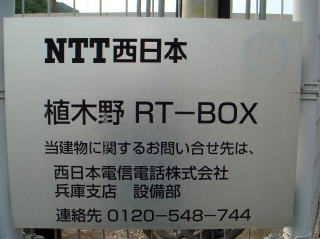 NTT西日本
植木野 RT－BOX
当建物に関するお問い合せ先は、
西日本電信電話株式会社
兵庫支店　設備部
連絡先 0120－548－744